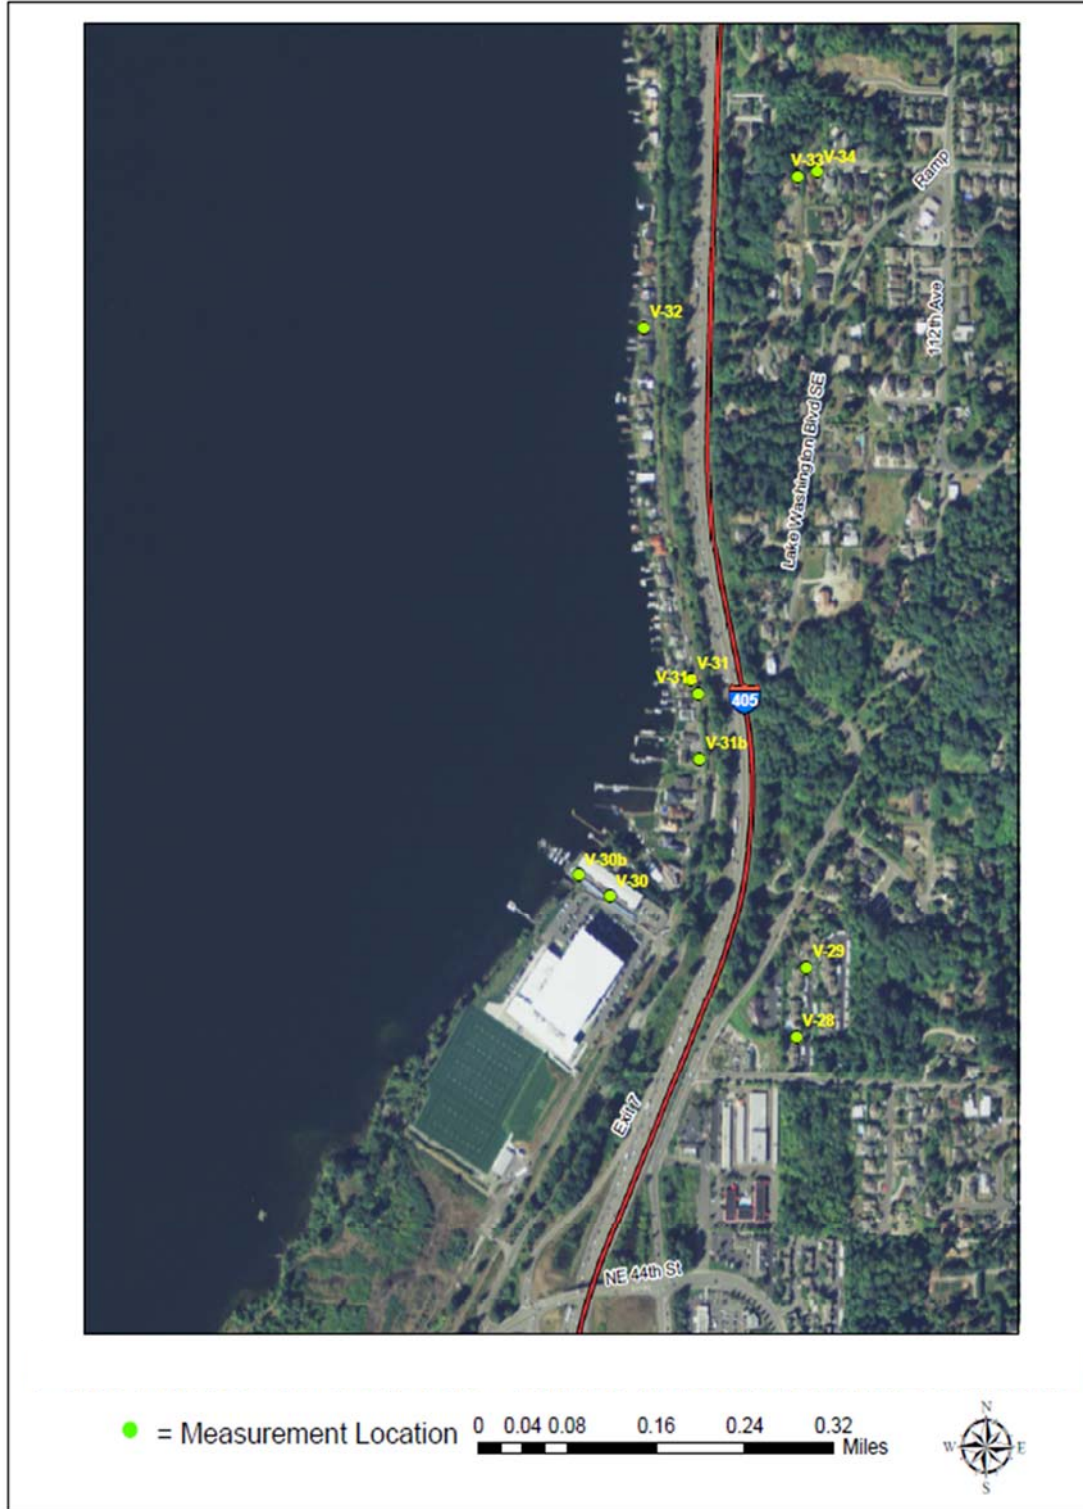 V-33
V-34
Ramp
V-32
112th Ave
Lake Washington Blvd SE
V-31
V-31a
405
V-31b
V-30b
V-30
V-29
V-28
Exit 7
NE 44th St
= Measurement Location
0 0.04 0.08 0.16 0.24 0.32
Miles
N
W E
S